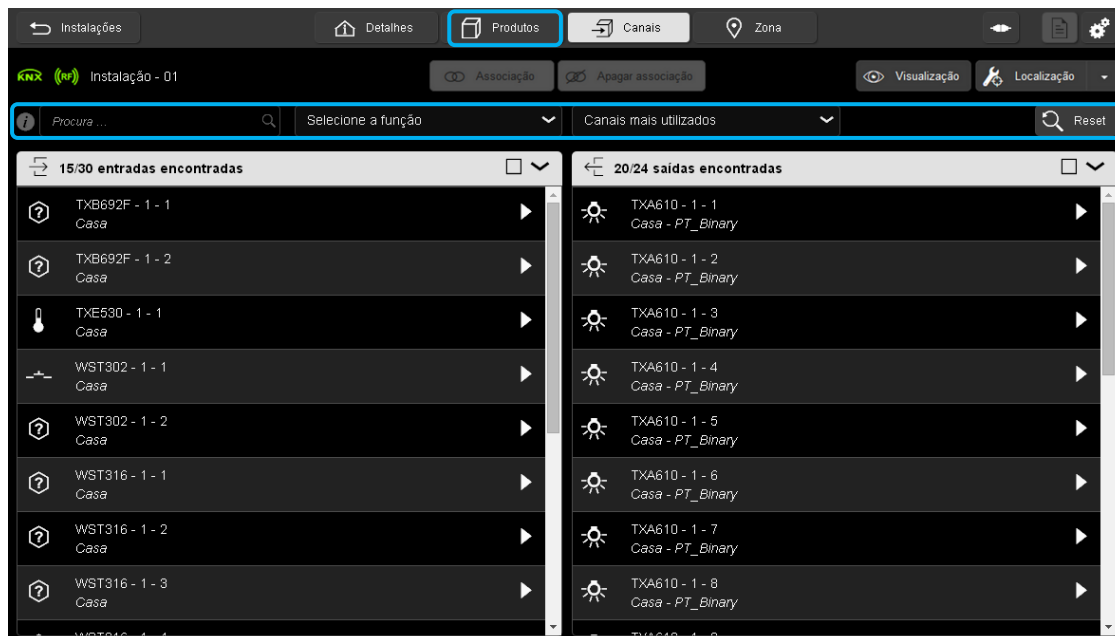 Instalações
Detalhes
Produtos
Canais
Zona
KNX
RF
Instalação - 01
Associação
Apagar associação
Visualização
Localização
Procura ...
Selecione a função
Canais mais utilizados
Reset
15/30 entradas encontradas
TXB692F - 1 - 1
Casa
TXB692F - 1 - 2
Casa
TXE530 - 1 - 1
Casa
WST302 - 1 - 1
Casa
WST302 - 1 - 2
Casa
WST316 - 1 - 1
Casa
WST316 - 1 - 2
Casa
WST316 - 1 - 3
Casa
20/24 saídas encontradas
TXA610 - 1 - 1
Casa - PT_Binary
TXA610 - 1 - 2
Casa - PT_Binary
TXA610 - 1 - 3
Casa - PT_Binary
TXA610 - 1 - 4
Casa - PT_Binary
TXA610 - 1 - 5
Casa - PT_Binary
TXA610 - 1 - 6
Casa - PT_Binary
TXA610 - 1 - 7
Casa - PT_Binary
TXA610 - 1 - 8
Casa - PT_Binary